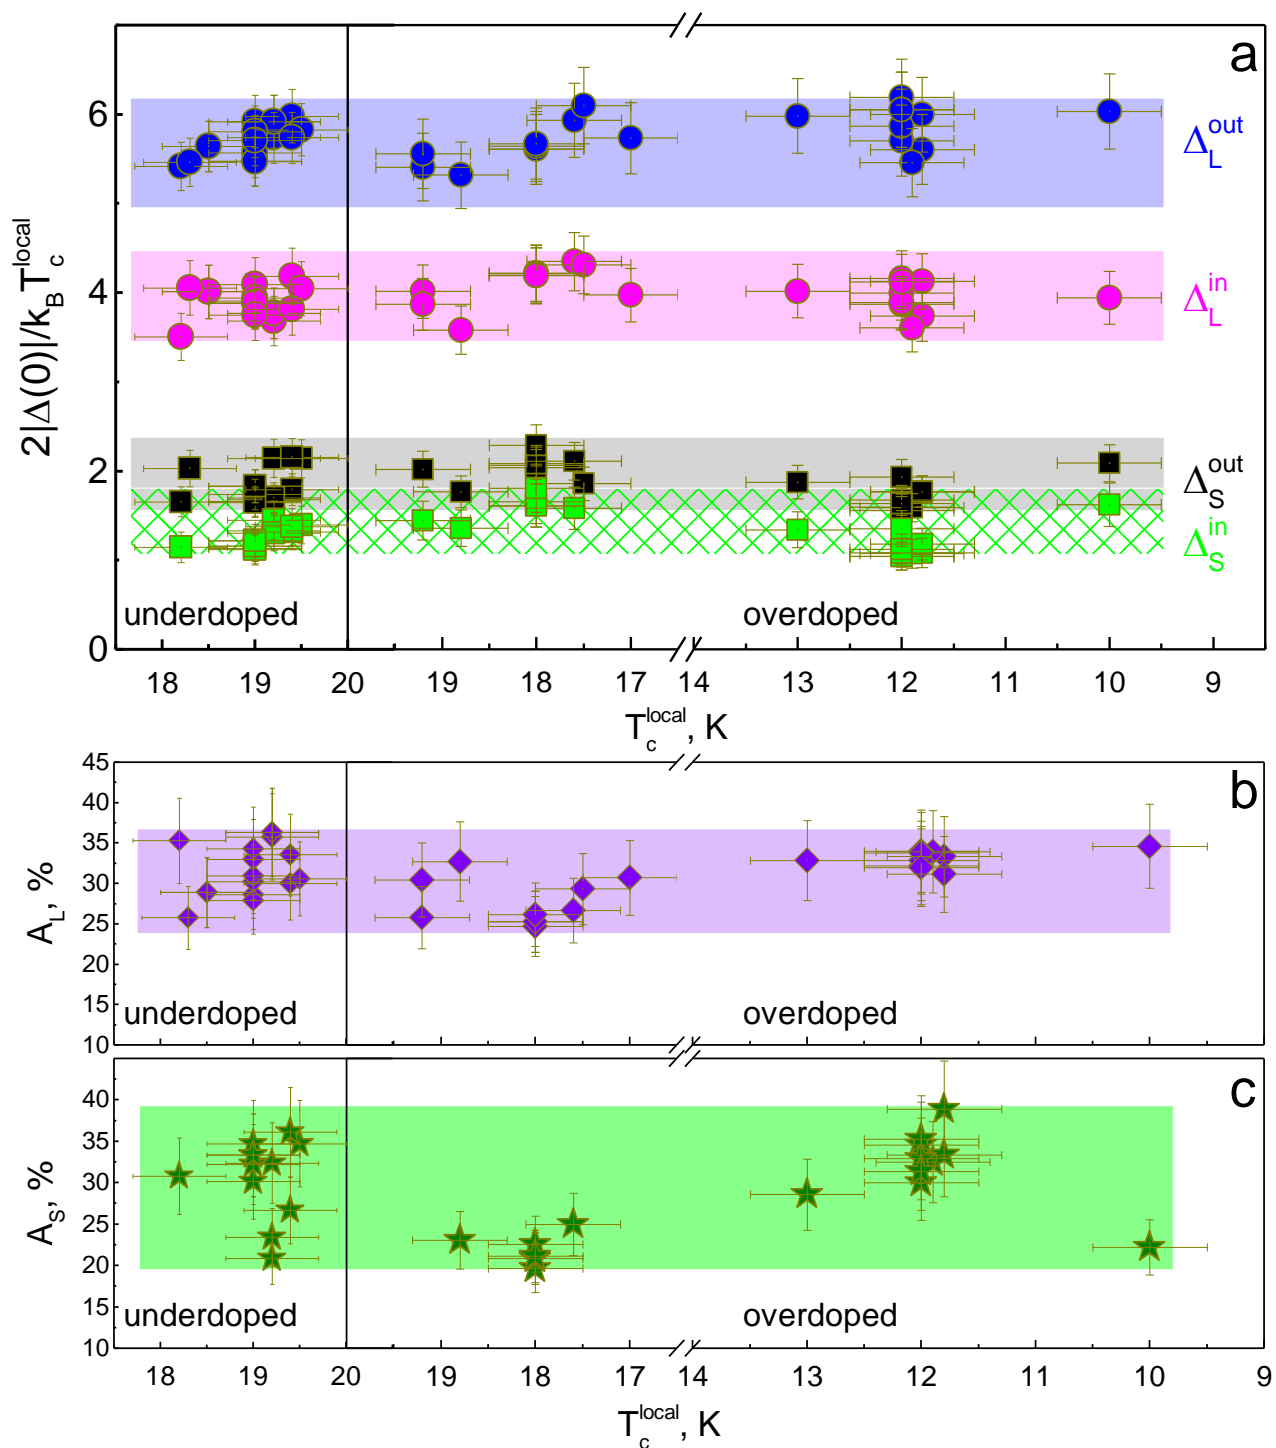 a
2|Δ(0)|/k_B T_c^local
6
4
2
0
Δ_L^out
Δ_L^in
Δ_S^out
Δ_S^in
underdoped
overdoped
18 19 20 19 18 17 14 13 12 11 10 9
T_c^local, K
b
A_L, %
45
40
35
30
25
20
15
10
underdoped
overdoped
c
A_S, %
40
35
30
25
20
15
10
underdoped
overdoped
18 19 20 19 18 17 14 13 12 11 10 9
T_c^local, K